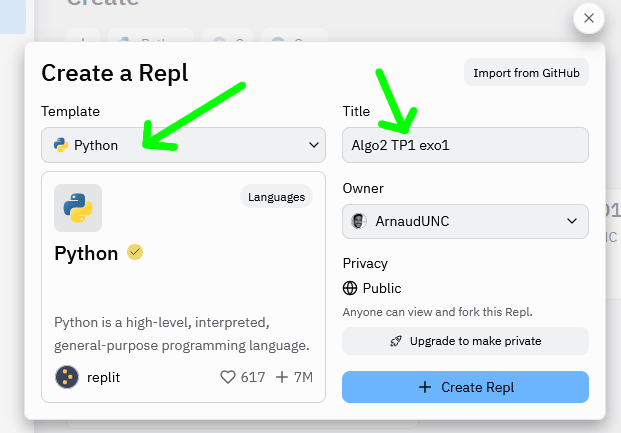 Create
Create a Repl
Import from GitHub
Template
Python
Languages
Python
Python is a high-level, interpreted,
general-purpose programming language.
replit
617
7M
Title
Algo2 TP1 exo1
Owner
ArnaudUNC
Privacy
Public
Anyone can view and fork this Repl.
Upgrade to make private
Create Repl